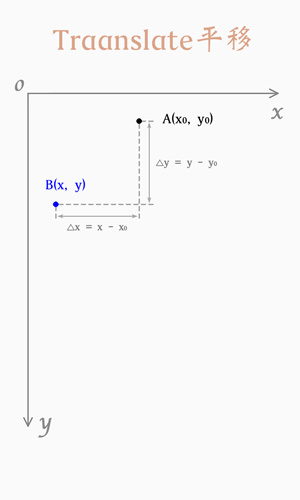 Traanslate平移
o
x
A(x₀, y₀)
△y = y - y₀
B(x, y)
△x = x - x₀
y